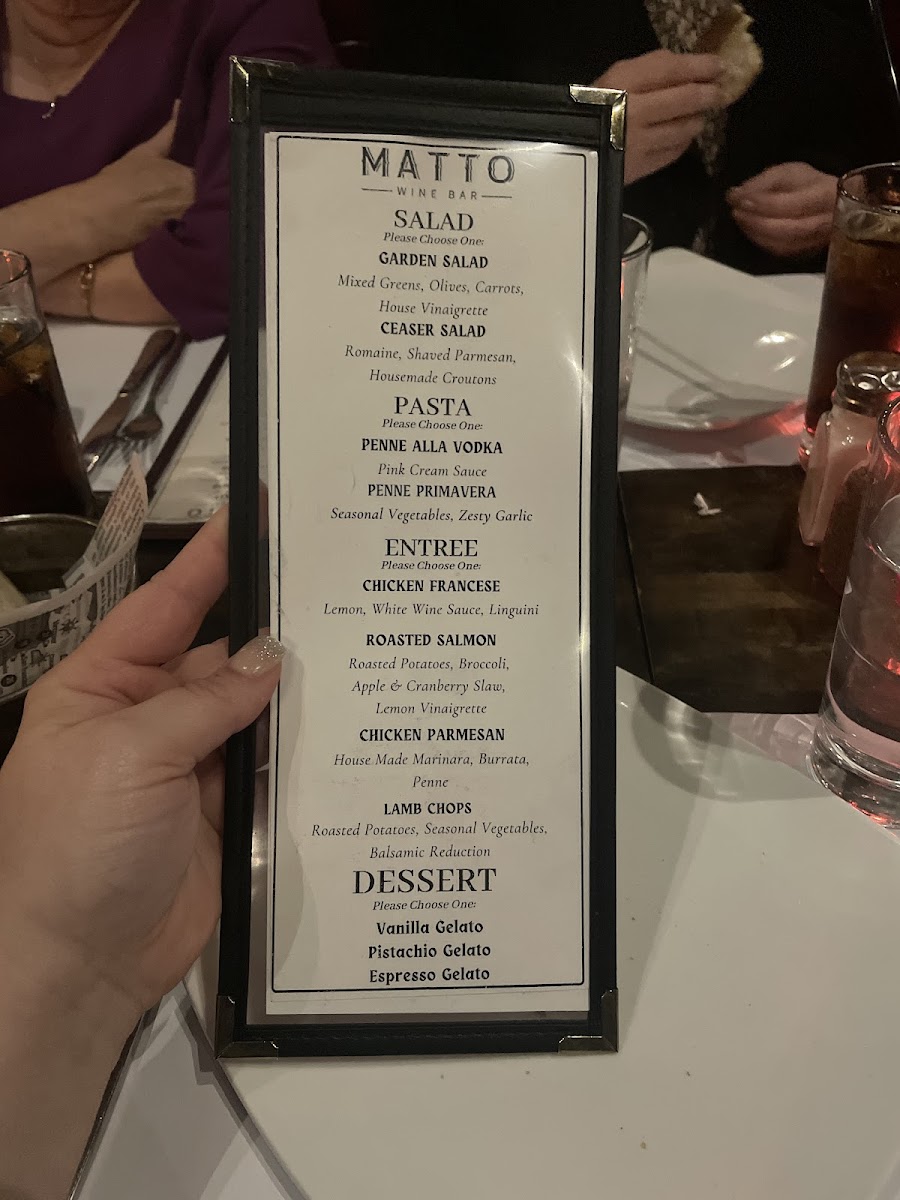 MATTO
WINE BAR
SALAD
Please Choose One:
GARDEN SALAD
Mixed Greens, Olives, Carrots,
House Vinaigrette
CEASER SALAD
Romaine, Shaved Parmesan,
Housemade Croutons
PASTA
Please Choose One:
PENNE ALLA VODKA
Pink Cream Sauce
PENNE PRIMAVERA
Seasonal Vegetables, Zesty Garlic
ENTREE
Please Choose One:
CHICKEN FRANCESE
Lemon, White Wine Sauce, Linguini
ROASTED SALMON
Roasted Potatoes, Broccoli,
Apple & Cranberry Slaw,
Lemon Vinaigrette
CHICKEN PARMESAN
House Made Marinara, Burrata,
Penne
LAMB CHOPS
Roasted Potatoes, Seasonal Vegetables,
Balsamic Reduction
DESSERT
Please Choose One:
Vanilla Gelato
Pistachio Gelato
Espresso Gelato